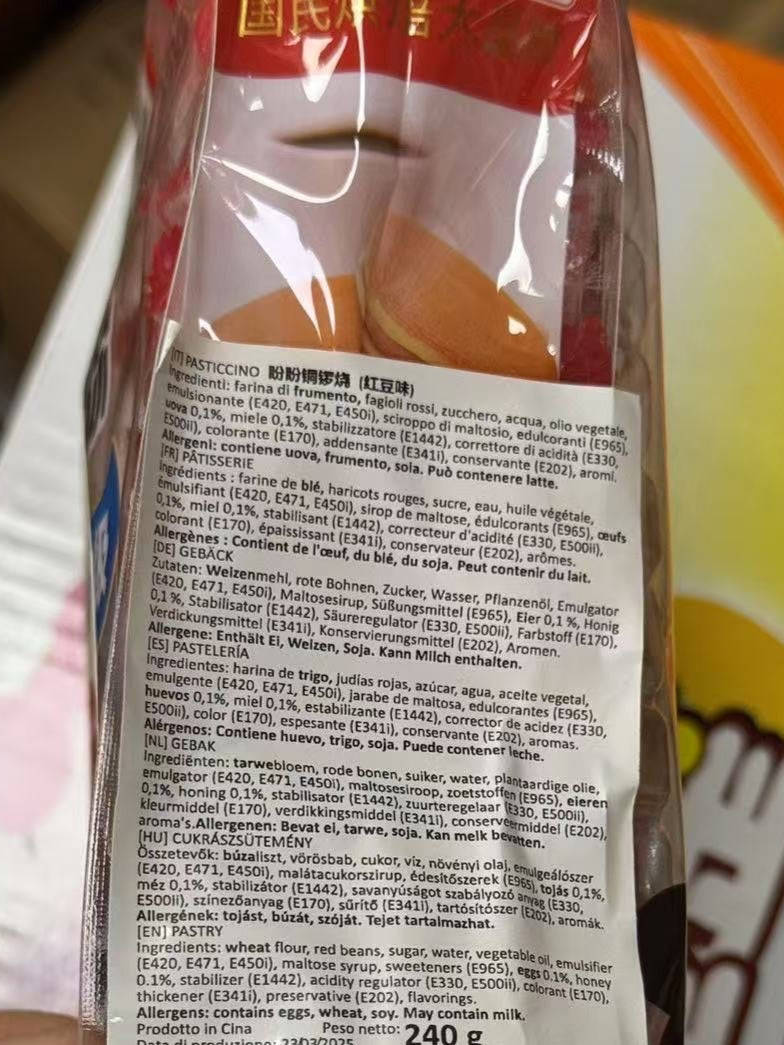 国民烘焙大
[IT] PASTICCINO 盼盼铜锣烧 (红豆味)
Ingredienti: farina di frumento, fagioli rossi, zucchero, acqua, olio vegetale,
emulsionante (E420, E471, E450i), sciroppo di maltosio, edulcoranti (E965),
uova 0,1%, miele 0,1%, stabilizzatore (E1442), correttore di acidità (E330,
E500ii), colorante (E170), addensante (E341i), conservante (E202), aromi.
Allergeni: contiene uova, frumento, soia. Può contenere latte.
[FR] PÂTISSERIE
Ingrédients : farine de blé, haricots rouges, sucre, eau, huile végétale,
émulsifiant (E420, E471, E450i), sirop de maltose, édulcorants (E965), œufs
0,1%, miel 0,1%, stabilisant (E1442), correcteur d'acidité (E330, E500ii),
colorant (E170), épaississant (E341i), conservateur (E202), arômes.
Allergènes : Contient de l'œuf, du blé, du soja. Peut contenir du lait.
[DE] GEBÄCK
Zutaten: Weizenmehl, rote Bohnen, Zucker, Wasser, Pflanzenöl, Emulgator
(E420, E471, E450i), Maltosesirup, Süßungsmittel (E965), Eier 0,1 %, Honig
0,1 %, Stabilisator (E1442), Säureregulator (E330, E500ii), Farbstoff (E170),
Verdickungsmittel (E341i), Konservierungsmittel (E202), Aromen.
Allergene: Enthält Ei, Weizen, Soja. Kann Milch enthalten.
[ES] PASTELERÍA
Ingredientes: harina de trigo, judías rojas, azúcar, agua, aceite vegetal,
emulgente (E420, E471, E450i), jarabe de maltosa, edulcorantes (E965),
huevos 0,1%, miel 0,1%, estabilizante (E1442), corrector de acidez (E330,
E500ii), color (E170), espesante (E341i), conservante (E202), aromas.
Alérgenos: Contiene huevo, trigo, soja. Puede contener leche.
[NL] GEBAK
Ingrediënten: tarwebloem, rode bonen, suiker, water, plantaardige olie,
emulgator (E420, E471, E450i), maltosesiroop, zoetstoffen (E965), eieren
0,1%, honing 0,1%, stabilisator (E1442), zuurteregelaar (E330, E500ii),
kleurmiddel (E170), verdikkingsmiddel (E341i), conserveermiddel (E202),
aroma's.Allergenen: Bevat ei, tarwe, soja. Kan melk bevatten.
[HU] CUKRÁSZSÜTEMÉNY
Összetevők: búzaliszt, vörösbab, cukor, víz, növényi olaj, emulgeálószer
(E420, E471, E450i), malátacukorszirup, édesítőszerek (E965), tojás 0,1%,
méz 0,1%, stabilizátor (E1442), savanyúságot szabályozó anyag (E330,
E500ii), színezőanyag (E170), sűrítő (E341i), tartósítószer (E202), aromák.
Allergének: tojást, búzát, szóját. Tejet tartalmazhat.
[EN] PASTRY
Ingredients: wheat flour, red beans, sugar, water, vegetable oil, emulsifier
(E420, E471, E450i), maltose syrup, sweeteners (E965), eggs 0.1%, honey
0.1%, stabilizer (E1442), acidity regulator (E330, E500ii), colorant (E170),
thickener (E341i), preservative (E202), flavorings.
Allergens: contains eggs, wheat, soy. May contain milk.
Prodotto in Cina Peso netto: 240 g
Data di produzione: 23032025